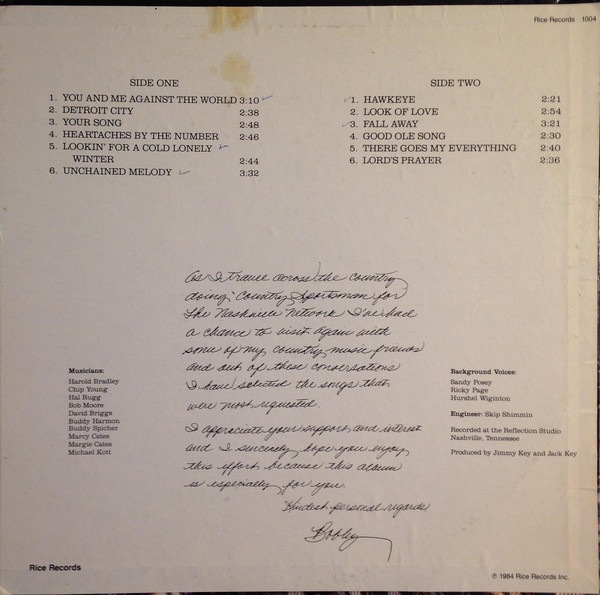 Rice Records 1004
SIDE ONE
1. YOU AND ME AGAINST THE WORLD 3:10
2. DETROIT CITY 2:38
3. YOUR SONG 2:48
4. HEARTACHES BY THE NUMBER 2:46
5. LOOKIN' FOR A COLD LONELY
WINTER 2:44
6. UNCHAINED MELODY 3:32
SIDE TWO
1. HAWKEYE 2:21
2. LOOK OF LOVE 2:54
3. FALL AWAY 3:21
4. GOOD OLE SONG 2:30
5. THERE GOES MY EVERYTHING 2:40
6. LORD'S PRAYER 2:36
As I travel across the country
doing "Country Sportsman" for
The Nashville Network I've had
a chance to visit again with
some of my country music friends
and out of these conversations
I have selected the songs that
were most requested.
I appreciate your support and interest
and I sincerely hope you enjoy
this effort because this album
is especially for you.
Kindest personal regards
Bobby
Musicians:
Harold Bradley
Chip Young
Hal Rugg
Bob Moore
David Briggs
Buddy Harmon
Buddy Spicher
Marcy Cates
Margie Cates
Michael Kott
Background Voices:
Sandy Posey
Ricky Page
Hurshel Wiginton
Engineer: Skip Shimmin
Recorded at the Reflection Studio
Nashville, Tennessee
Produced by Jimmy Key and Jack Key
Rice Records
℗ 1984 Rice Records Inc.